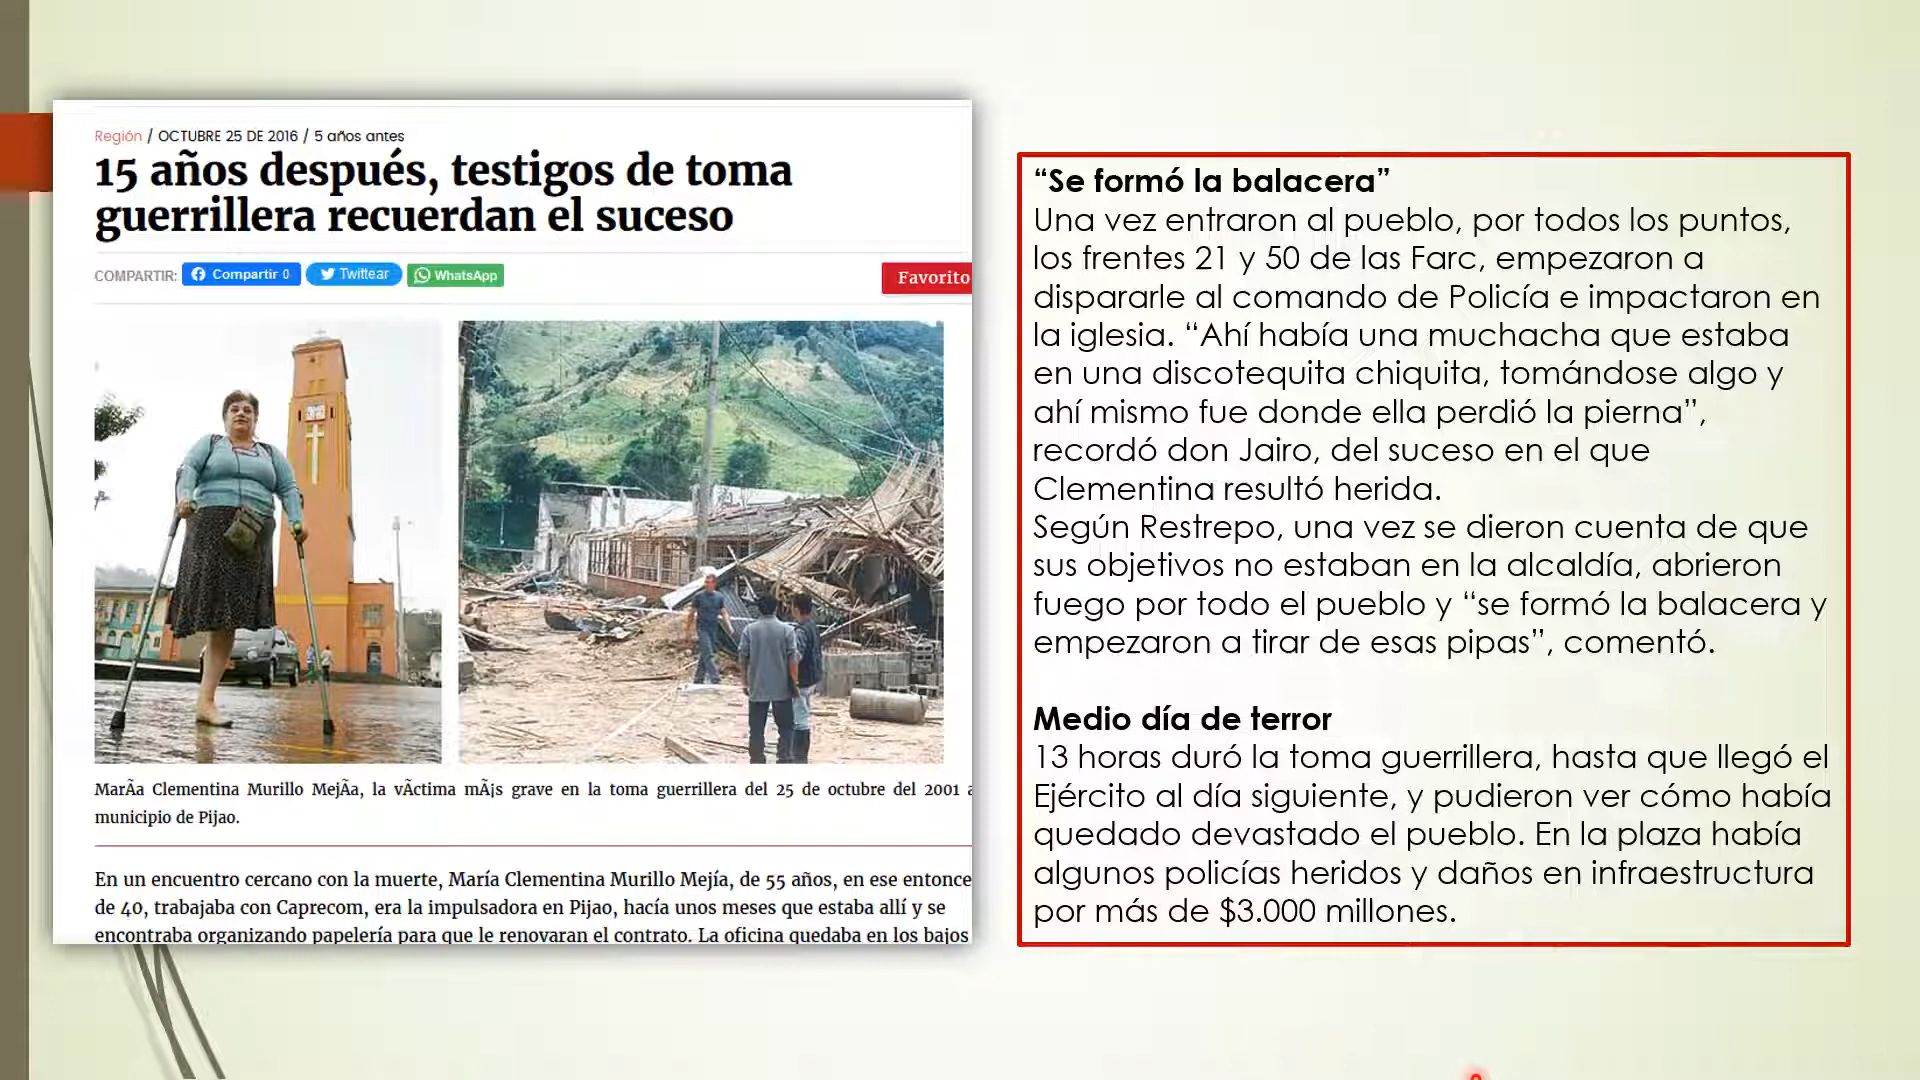 Región / OCTUBRE 25 DE 2016 / 5 años antes
15 años después, testigos de toma
guerrillera recuerdan el suceso
COMPARTIR: Compartir 0 Twittear WhatsApp
Favorito
MarÃa Clementina Murillo MejÃa, la vÃctima mÃ¡s grave en la toma guerrillera del 25 de octubre del 2001 a
municipio de Pijao.
En un encuentro cercano con la muerte, María Clementina Murillo Mejía, de 55 años, en ese entonce
de 40, trabajaba con Caprecom, era la impulsadora en Pijao, hacía unos meses que estaba allí y se
encontraba organizando papelería para que le renovaran el contrato. La oficina quedaba en los bajos
“Se formó la balacera”
Una vez entraron al pueblo, por todos los puntos,
los frentes 21 y 50 de las Farc, empezaron a
dispararle al comando de Policía e impactaron en
la iglesia. “Ahí había una muchacha que estaba
en una discotequita chiquita, tomándose algo y
ahí mismo fue donde ella perdió la pierna”,
recordó don Jairo, del suceso en el que
Clementina resultó herida.
Según Restrepo, una vez se dieron cuenta de que
sus objetivos no estaban en la alcaldía, abrieron
fuego por todo el pueblo y “se formó la balacera y
empezaron a tirar de esas pipas”, comentó.
Medio día de terror
13 horas duró la toma guerrillera, hasta que llegó el
Ejército al día siguiente, y pudieron ver cómo había
quedado devastado el pueblo. En la plaza había
algunos policías heridos y daños en infraestructura
por más de $3.000 millones.